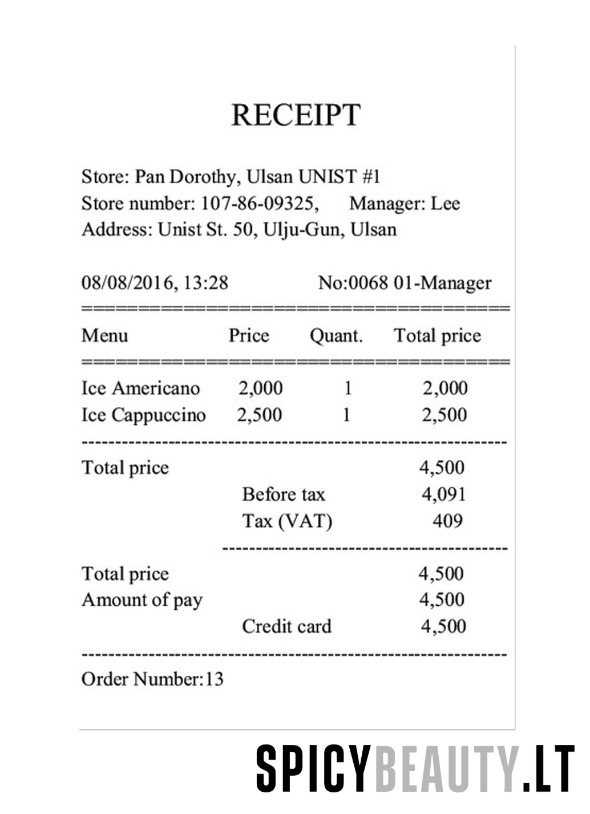 RECEIPT
Store: Pan Dorothy, Ulsan UNIST #1
Store number: 107-86-09325, Manager: Lee
Address: Unist St. 50, Ulju-Gun, Ulsan
08/08/2016, 13:28 No:0068 01-Manager
=====================================
Menu Price Quant. Total price
=====================================
Ice Americano 2,000 1 2,000
Ice Cappuccino 2,500 1 2,500
--------------------------------------------------------------
Total price 4,500
Before tax 4,091
Tax (VAT) 409
------------------------------------------
Total price 4,500
Amount of pay 4,500
Credit card 4,500
--------------------------------------------------------------
Order Number:13
SPICYBEAUTY.LT